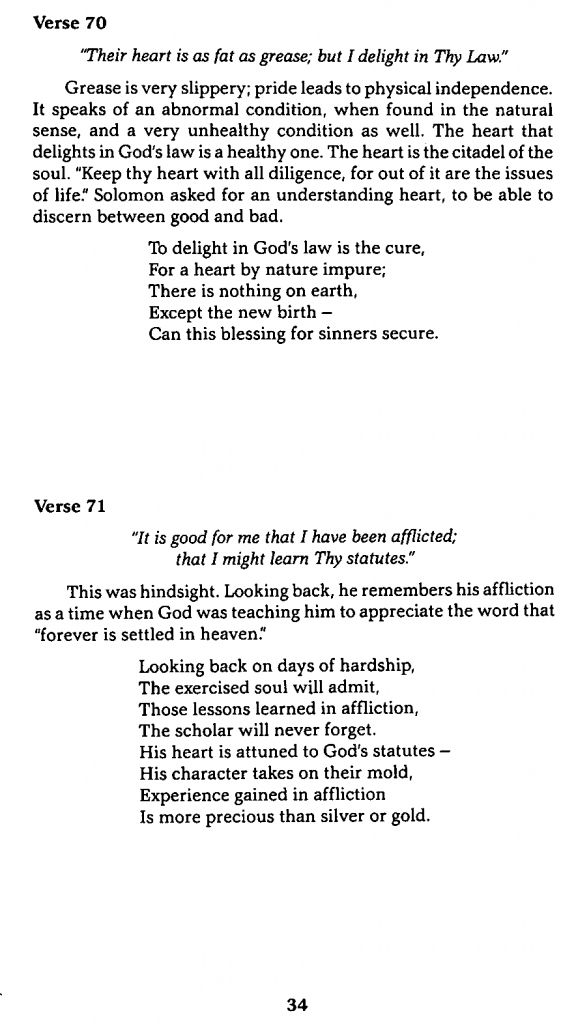 Verse 70
"Their heart is as fat as grease; but I delight in Thy Law."
Grease is very slippery; pride leads to physical independence.
It speaks of an abnormal condition, when found in the natural
sense, and a very unhealthy condition as well. The heart that
delights in God's law is a healthy one. The heart is the citadel of the
soul. "Keep thy heart with all diligence, for out of it are the issues
of life." Solomon asked for an understanding heart, to be able to
discern between good and bad.
To delight in God's law is the cure,
For a heart by nature impure;
There is nothing on earth,
Except the new birth –
Can this blessing for sinners secure.
Verse 71
"It is good for me that I have been afflicted;
that I might learn Thy statutes."
This was hindsight. Looking back, he remembers his affliction
as a time when God was teaching him to appreciate the word that
"forever is settled in heaven."
Looking back on days of hardship,
The exercised soul will admit,
Those lessons learned in affliction,
The scholar will never forget.
His heart is attuned to God's statutes –
His character takes on their mold,
Experience gained in affliction
Is more precious than silver or gold.
34